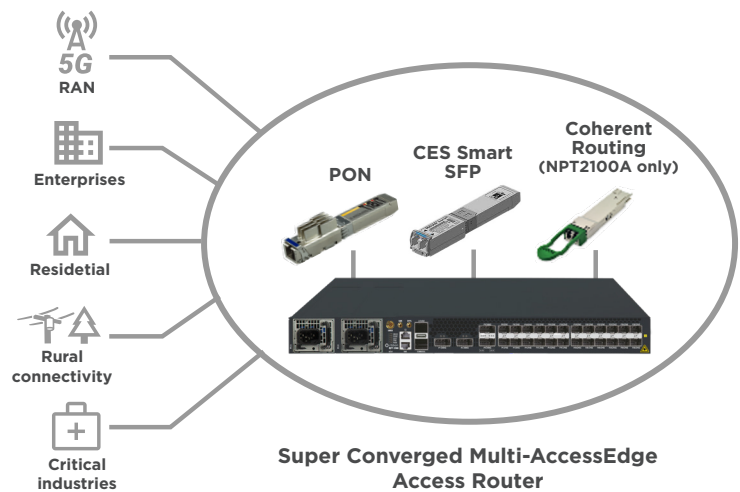 5G
RAN
Enterprises
Residetial
Rural
connectivity
Critical
industries
PON
CES Smart
SFP
Coherent
Routing
(NPT2100A only)
Super Converged Multi-AccessEdge
Access Router